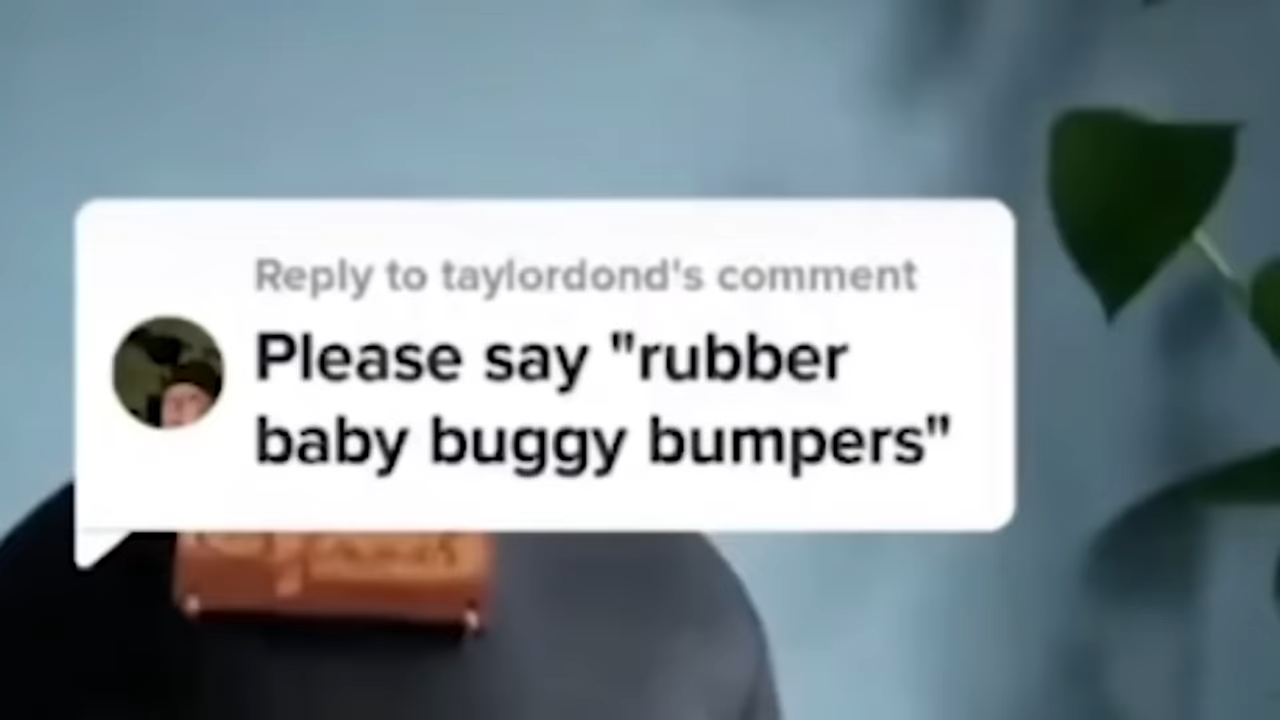 Reply to taylordond's comment
Please say "rubber
baby buggy bumpers"